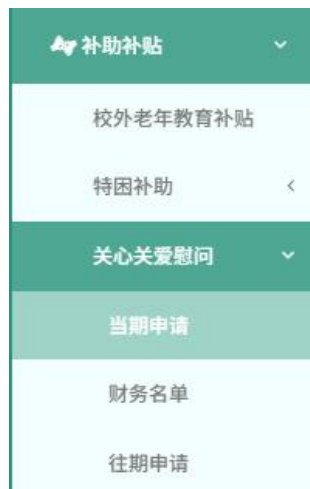 补助补贴
校外老年教育补贴
特困补助
关心关爱慰问
当期申请
财务名单
往期申请